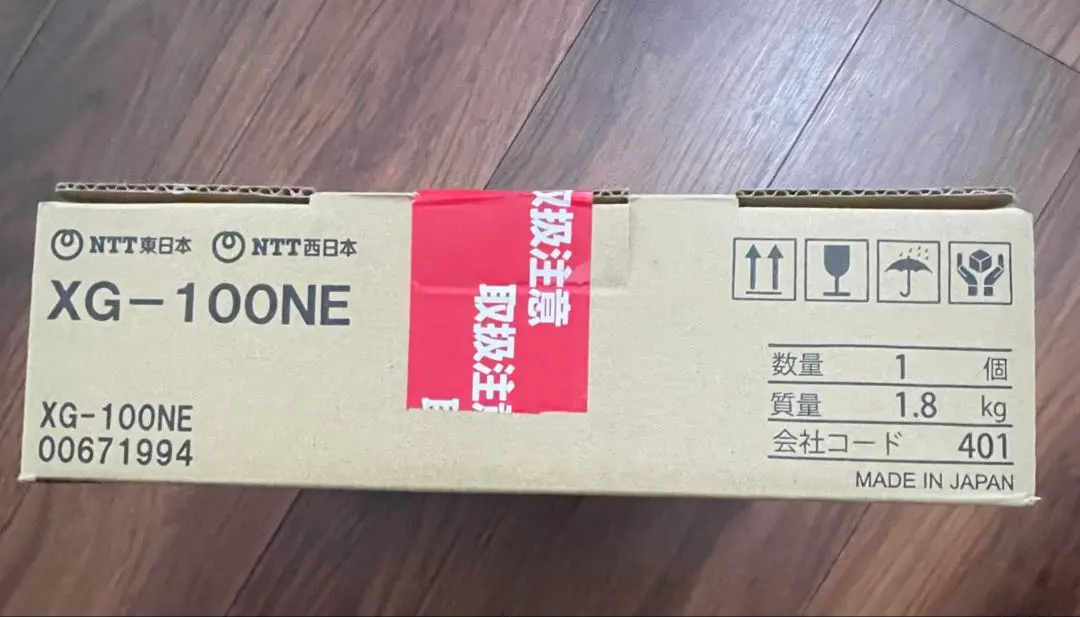 NTT東日本 NTT西日本
XG-100NE
XG-100NE
00671994
取扱注意
取扱注意
数量 1 個
質量 1.8 kg
会社コード 401
MADE IN JAPAN